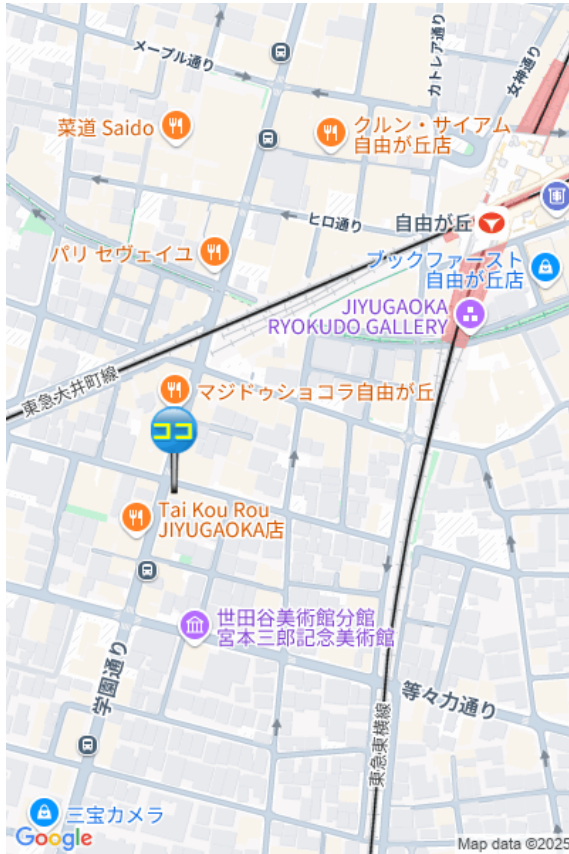 メープル通り
カトレア通り
女神通り
菜道 Saido
クルン・サイアム
自由が丘店
ヒロ通り
自由が丘
パリ セヴェイユ
ブックファースト
自由が丘店
JIYUGAOKA
RYOKUDO GALLERY
東急大井町線
マジドゥショコラ自由が丘
ココ
Tai Kou Rou
JIYUGAOKA店
世田谷美術館分館
宮本三郎記念美術館
学園通り
等々力通り
東急東横線
三宝カメラ
Google
Map data ©2025